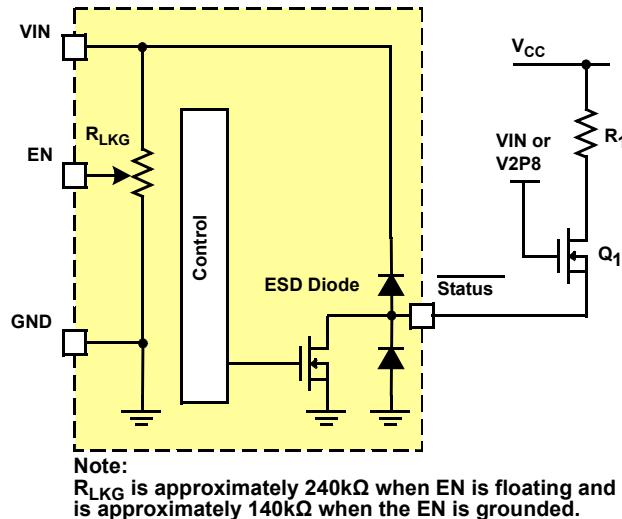 VIN
VCC
RLKG
R1
EN
VIN or
V2P8
Control
Q1
ESD Diode
Status
GND
Note:
RLKG is approximately 240kΩ when EN is floating and
is approximately 140kΩ when the EN is grounded.